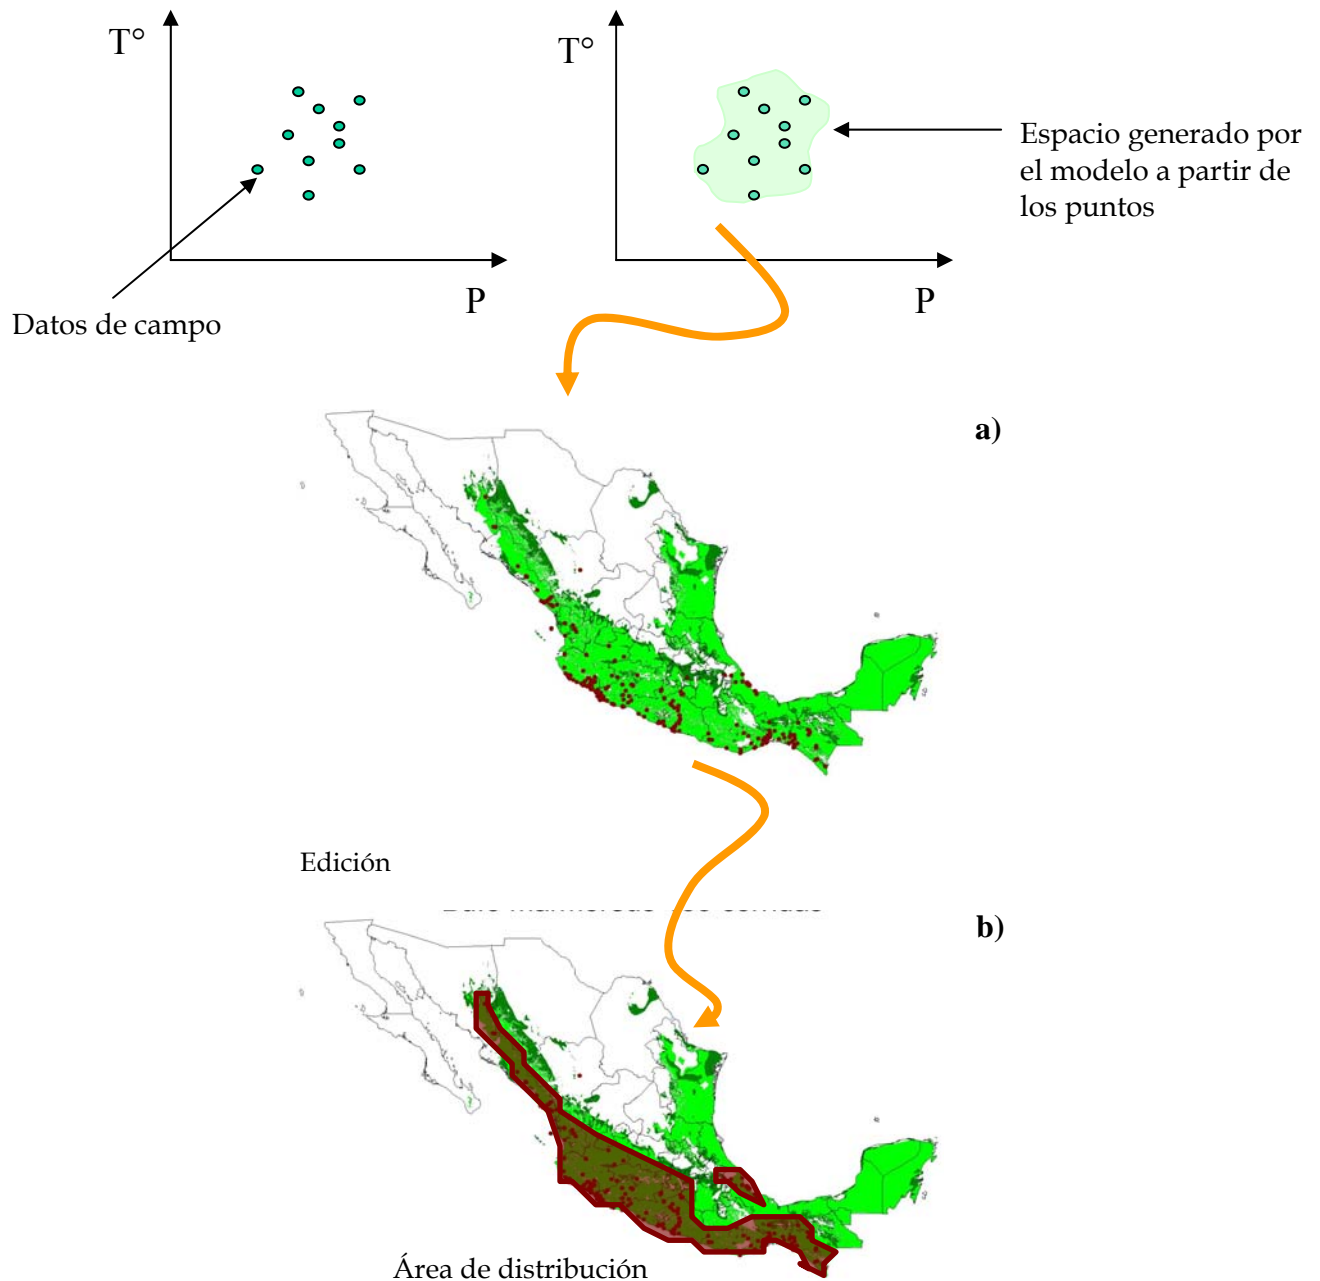 T°
T°
Espacio generado por
el modelo a partir de
los puntos
P
P
Datos de campo
a)
Edición
b)
Área de distribución